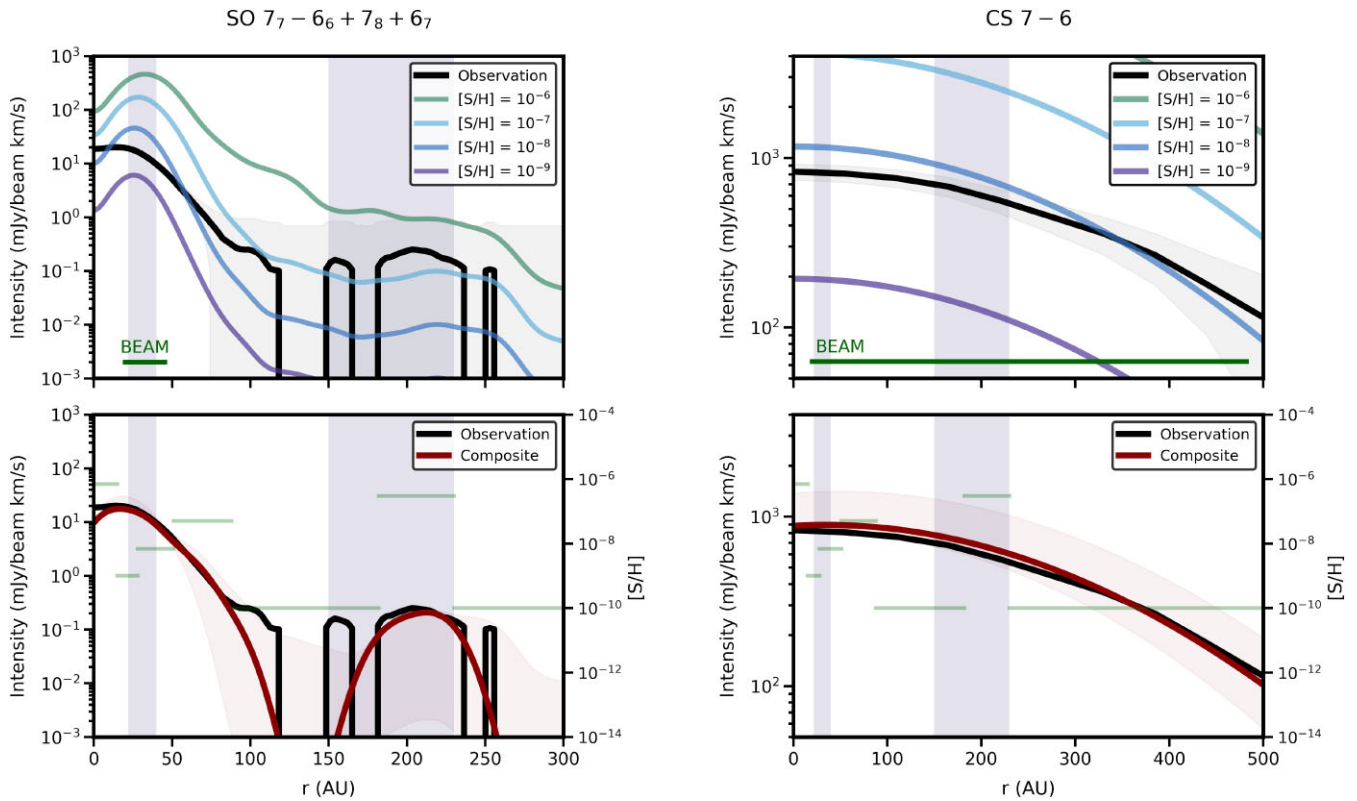 SO 7₇ − 6₆ + 7₈ + 6₇
CS 7 − 6
Intensity (mJy/beam km/s)
10³
10²
10¹
10⁰
10⁻¹
10⁻²
10⁻³
Observation
[S/H] = 10⁻⁶
[S/H] = 10⁻⁷
[S/H] = 10⁻⁸
[S/H] = 10⁻⁹
BEAM
Intensity (mJy/beam km/s)
10³
10²
Observation
[S/H] = 10⁻⁶
[S/H] = 10⁻⁷
[S/H] = 10⁻⁸
[S/H] = 10⁻⁹
BEAM
Intensity (mJy/beam km/s)
10³
10²
10¹
10⁰
10⁻¹
10⁻²
10⁻³
Observation
Composite
10⁻⁴
10⁻⁶
10⁻⁸
10⁻¹⁰
10⁻¹²
10⁻¹⁴
[S/H]
0 50 100 150 200 250 300
r (AU)
Intensity (mJy/beam km/s)
10³
10²
Observation
Composite
10⁻⁴
10⁻⁶
10⁻⁸
10⁻¹⁰
10⁻¹²
10⁻¹⁴
[S/H]
0 100 200 300 400 500
r (AU)